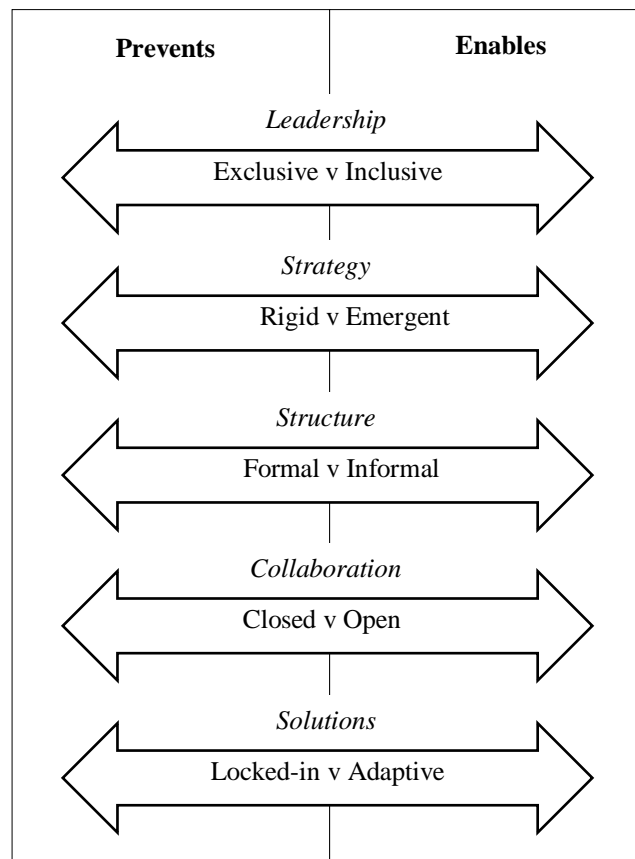 Prevents
Enables
Leadership
Exclusive v Inclusive
Strategy
Rigid v Emergent
Structure
Formal v Informal
Collaboration
Closed v Open
Solutions
Locked-in v Adaptive